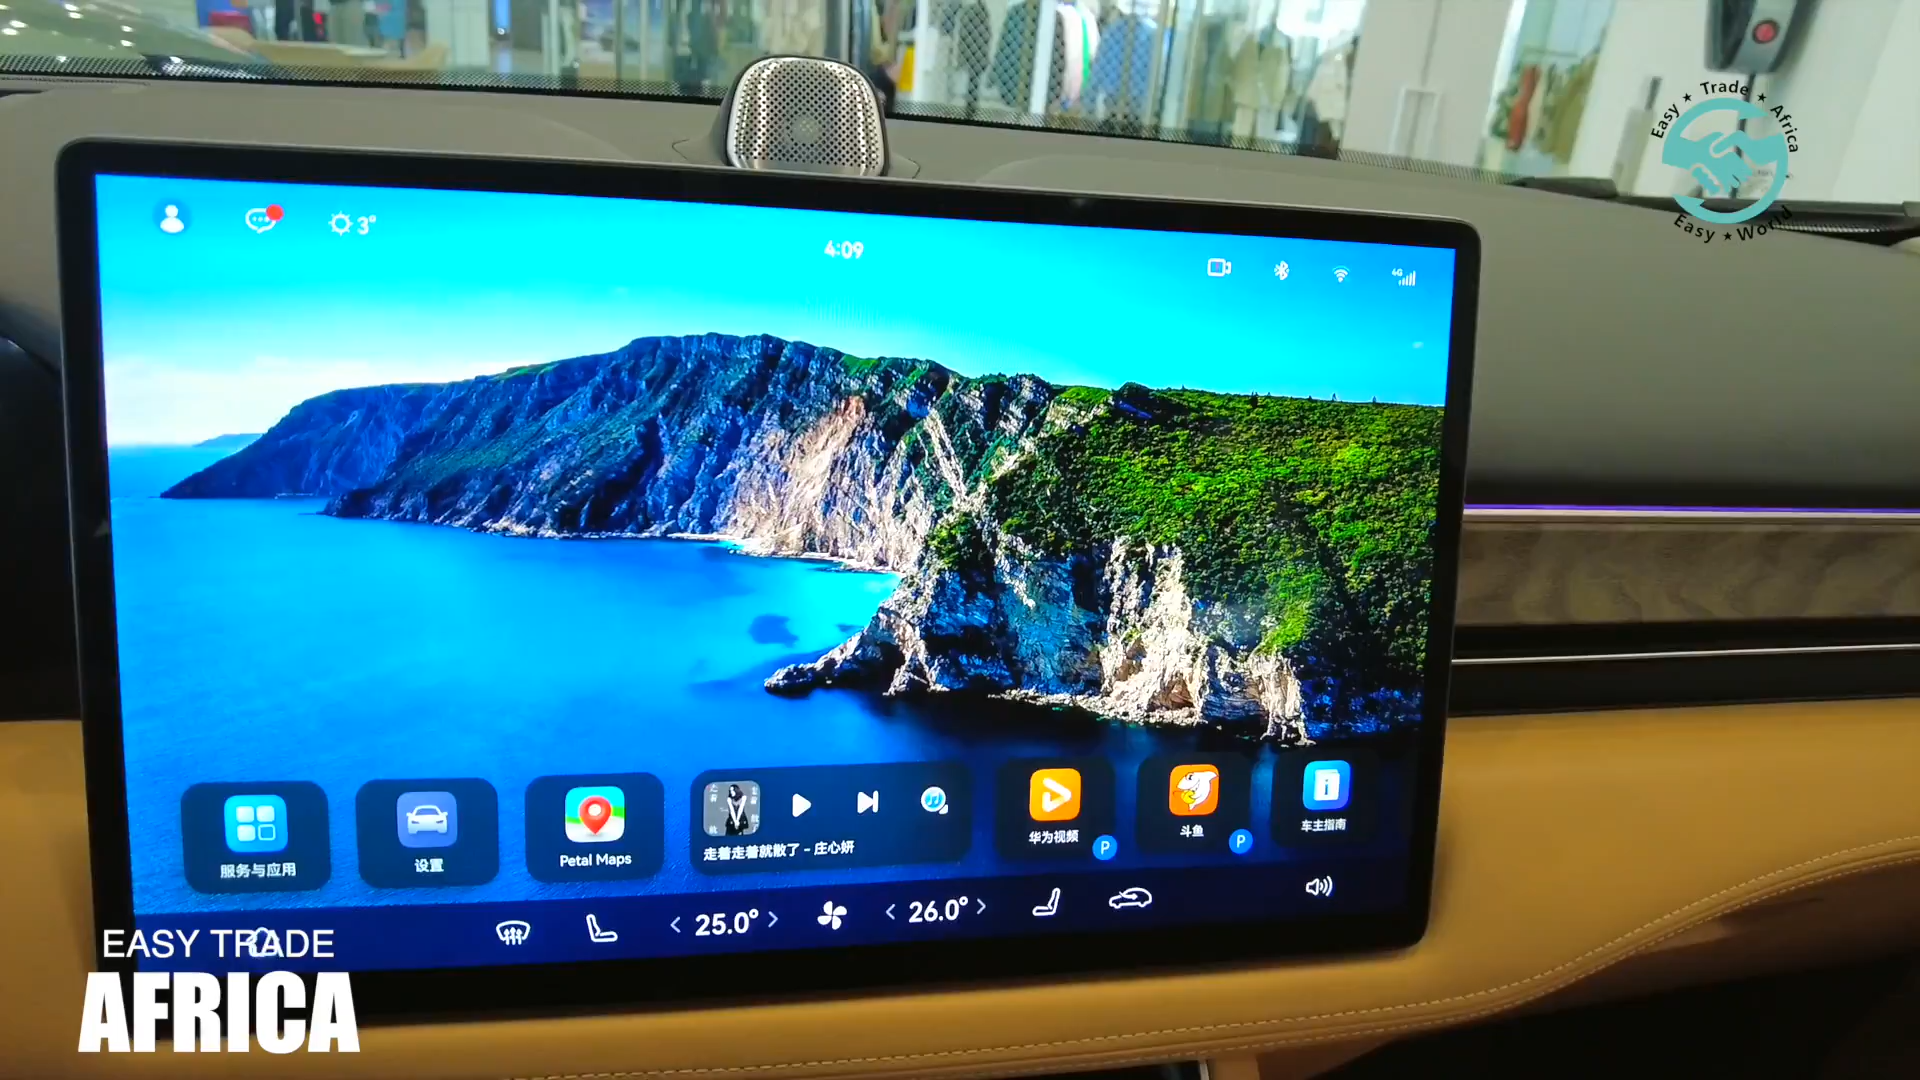 Easy ★ Trade ★ Africa
Easy ★ World
3°
4:09
4G
服务与应用
设置
Petal Maps
走着走着就散了 - 庄心妍
华为视频
P
斗鱼
P
车主指南
< 25.0° >
< 26.0° >
EASY TRADE
AFRICA